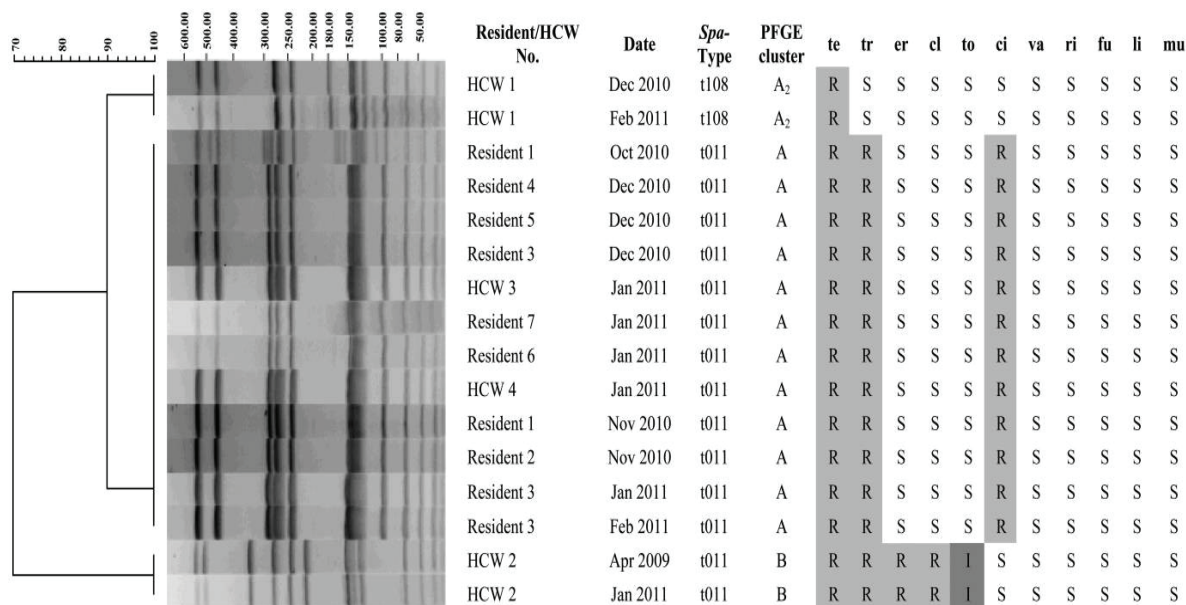 70 80 90 100 600.00 500.00 400.00 300.00 250.00 200.00 180.00 150.00 100.00 50.00 50.00
Resident/HCW No. Date Spa-Type PFGE cluster te tr er cl to ci va ri fu li mu
HCW 1 Dec 2010 t108 A2 R S S S S S S S S S S
HCW 1 Feb 2011 t108 A2 R S S S S S S S S S S
Resident 1 Oct 2010 t011 A R R S S S R S S S S S
Resident 4 Dec 2010 t011 A R R S S S R S S S S S
Resident 5 Dec 2010 t011 A R R S S S R S S S S S
Resident 3 Dec 2010 t011 A R R S S S R S S S S S
HCW 3 Jan 2011 t011 A R R S S S R S S S S S
Resident 7 Jan 2011 t011 A R R S S S R S S S S S
Resident 6 Jan 2011 t011 A R R S S S R S S S S S
HCW 4 Jan 2011 t011 A R R S S S R S S S S S
Resident 1 Nov 2010 t011 A R R S S S R S S S S S
Resident 2 Nov 2010 t011 A R R S S S R S S S S S
Resident 3 Jan 2011 t011 A R R S S S R S S S S S
Resident 3 Feb 2011 t011 A R R S S S R S S S S S
HCW 2 Apr 2009 t011 B R R R R I S S S S S S
HCW 2 Jan 2011 t011 B R R R R I S S S S S S